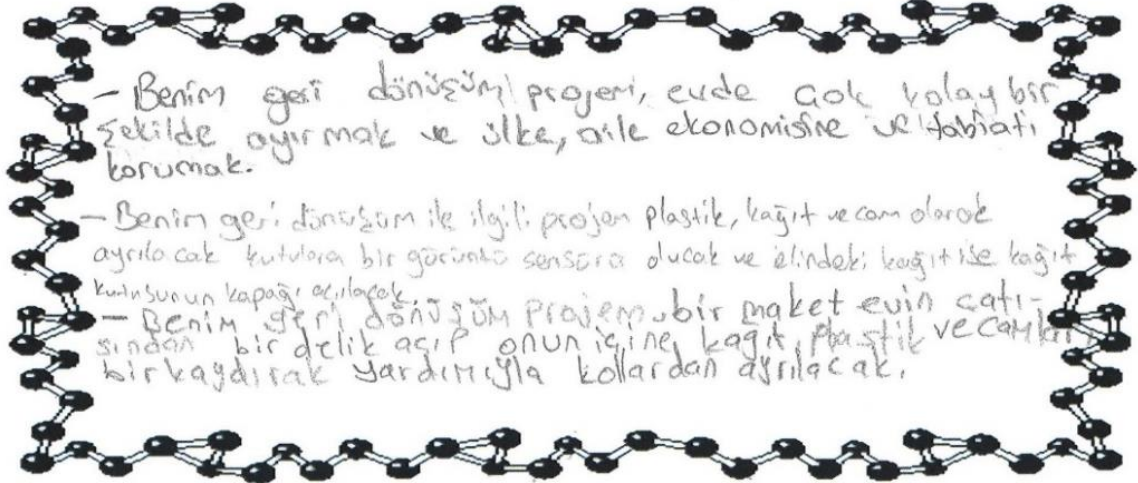 - Benim geri dönüşüm projem, evde çok kolay bir
şekilde ayırmak ve ülke, aile ekonomisine ve tabiatı
korumak.
- Benim geri dönüşüm ile ilgili projem plastik, kağıt ve cam olarak
ayrılacak kutulara bir görüntü sensörü olucak ve elindeki kağıt ise kağıt
kutusunun kapağı açılacak.
- Benim geri dönüşüm projem bir maket evin çatı-
sından bir delik açıp onun içine, kağıt, plastik ve camları
bir kaydırak yardımıyla kollardan ayrılacak.